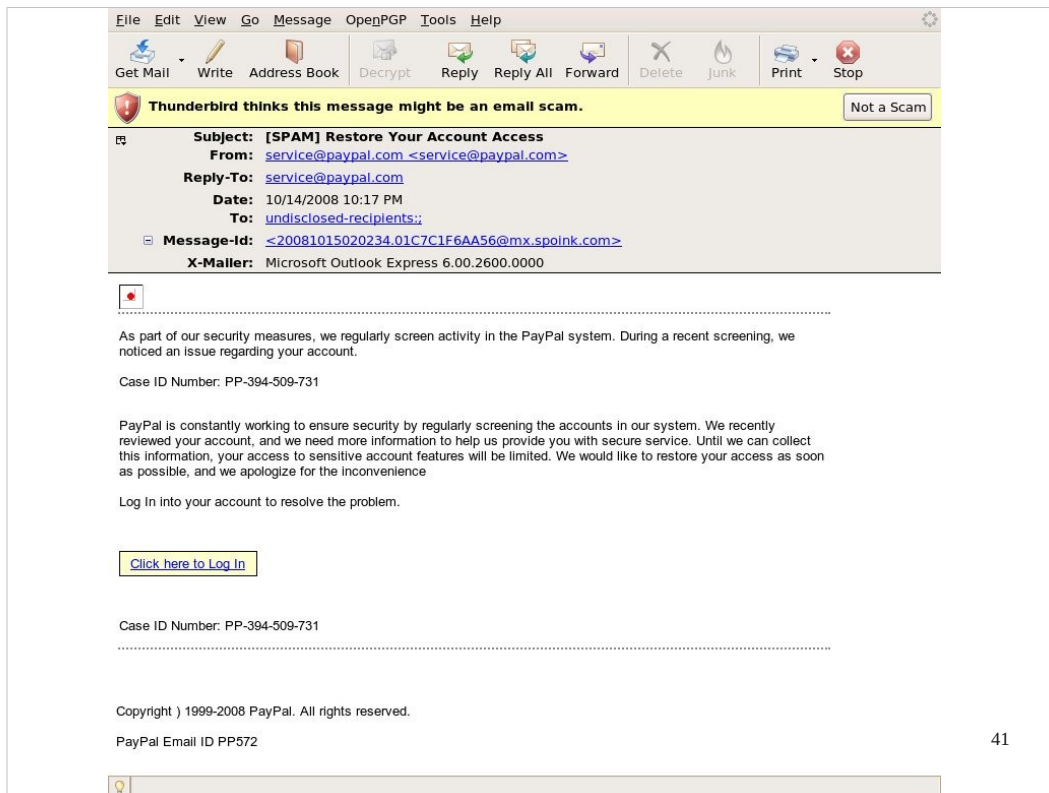 File Edit View Go Message OpenPGP Tools Help
Get Mail Write Address Book Decrypt Reply Reply All Forward Delete Junk Print Stop
Thunderbird thinks this message might be an email scam. Not a Scam
Subject: [SPAM] Restore Your Account Access
From: service@paypal.com <service@paypal.com>
Reply-To: service@paypal.com
Date: 10/14/2008 10:17 PM
To: undisclosed-recipients:;
Message-Id: <20081015020234.01C7C1F6AA56@mx.spoink.com>
X-Mailer: Microsoft Outlook Express 6.00.2600.0000
As part of our security measures, we regularly screen activity in the PayPal system. During a recent screening, we
noticed an issue regarding your account.
Case ID Number: PP-394-509-731
PayPal is constantly working to ensure security by regularly screening the accounts in our system. We recently
reviewed your account, and we need more information to help us provide you with secure service. Until we can collect
this information, your access to sensitive account features will be limited. We would like to restore your access as soon
as possible, and we apologize for the inconvenience
Log In into your account to resolve the problem.
Click here to Log In
Case ID Number: PP-394-509-731
Copyright ) 1999-2008 PayPal. All rights reserved.
PayPal Email ID PP572
41